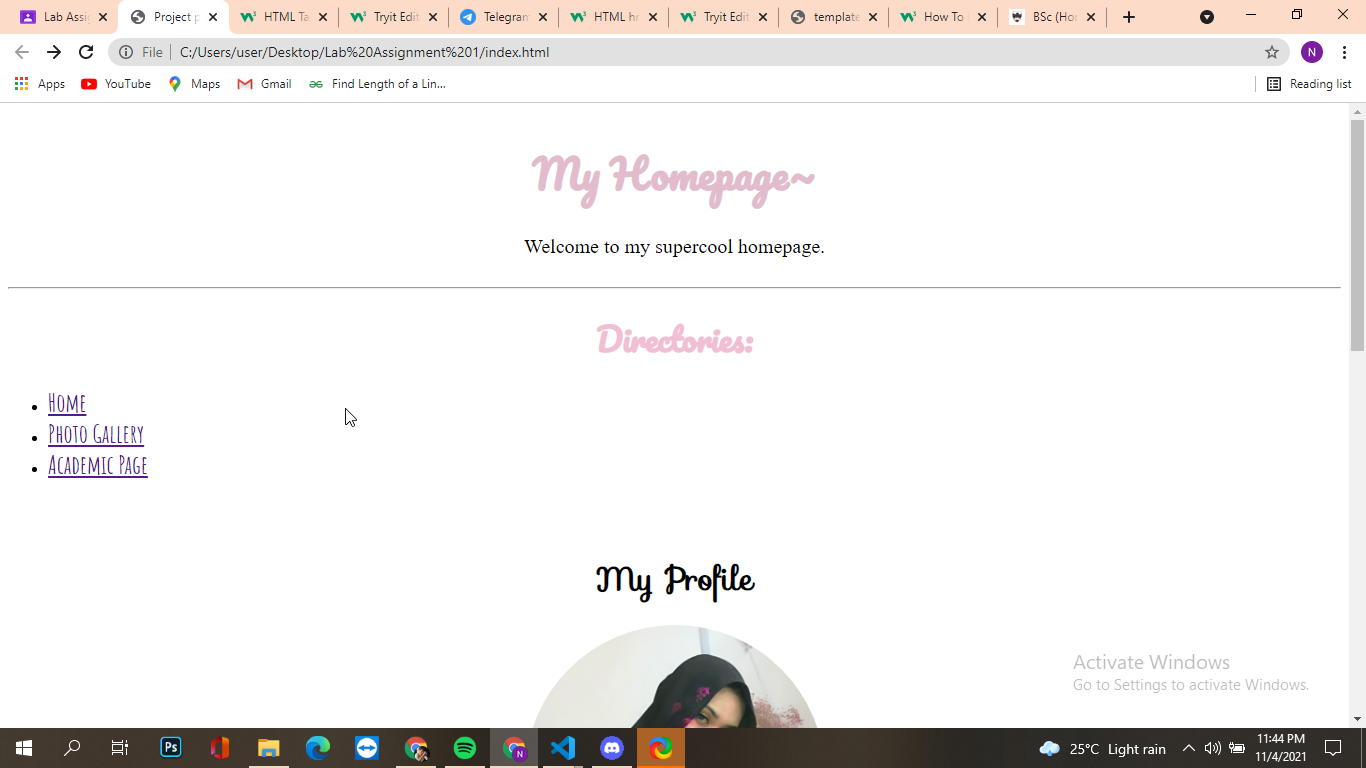 Lab Assi
Project p
HTML Ta
Tryit Edit
Telegram
HTML hr
Tryit Edit
template
How To
BSc (Hon
File
C:/Users/user/Desktop/Lab%20Assignment%201/index.html
N
Apps
YouTube
Maps
Gmail
Find Length of a Lin...
Reading list
My Homepage~
Welcome to my supercool homepage.
Directories:
Home
Photo Gallery
Academic Page
My Profile
Activate Windows
Go to Settings to activate Windows.
Ps
N
25°C Light rain
11:44 PM
11/4/2021